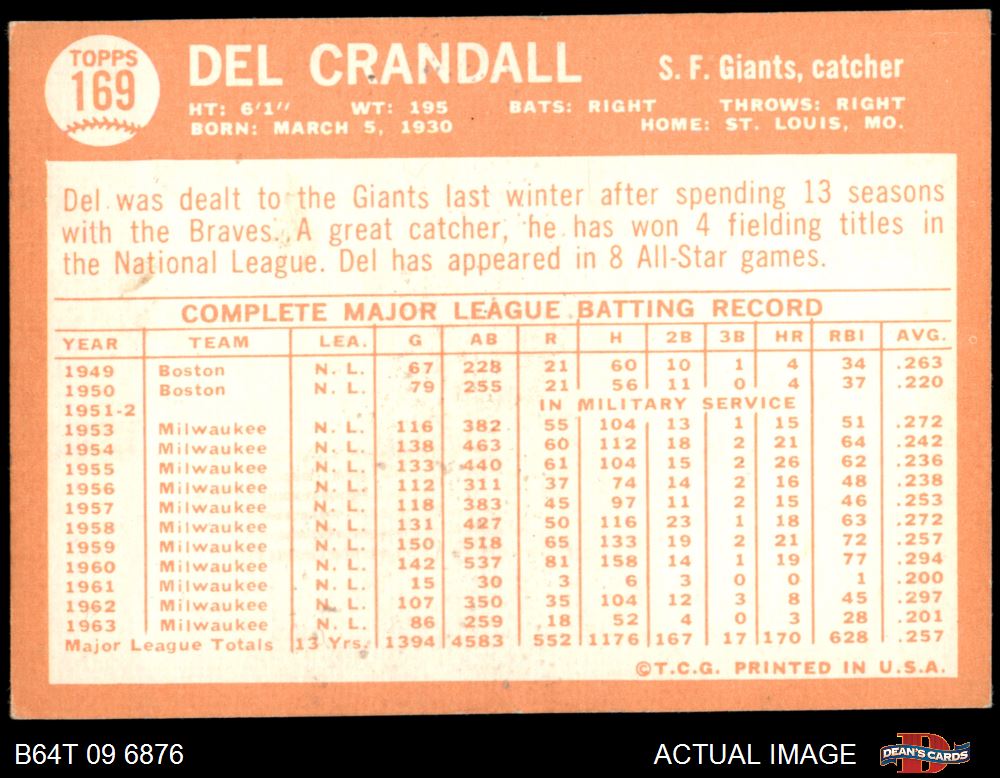 TOPPS
169
DEL CRANDALL
S. F. Giants, catcher
HT: 6'1" WT: 195 BATS: RIGHT THROWS: RIGHT
BORN: MARCH 5, 1930 HOME: ST. LOUIS, MO.
Del was dealt to the Giants last winter after spending 13 seasons
with the Braves. A great catcher, he has won 4 fielding titles in
the National League. Del has appeared in 8 All-Star games.
COMPLETE MAJOR LEAGUE BATTING RECORD
YEAR TEAM LEA. G AB R H 2B 3B HR RBI AVG.
1949 Boston N. L. 67 228 21 60 10 1 4 34 .263
1950 Boston N. L. 79 255 21 56 11 0 4 37 .220
1951-2 IN MILITARY SERVICE
1953 Milwaukee N. L. 116 382 55 104 13 1 15 51 .272
1954 Milwaukee N. L. 138 463 60 112 18 2 21 64 .242
1955 Milwaukee N. L. 133 440 61 104 15 2 26 62 .236
1956 Milwaukee N. L. 112 311 37 74 14 2 16 48 .238
1957 Milwaukee N. L. 118 383 45 97 11 2 15 46 .253
1958 Milwaukee N. L. 131 427 50 116 23 1 18 63 .272
1959 Milwaukee N. L. 150 518 65 133 19 2 21 72 .257
1960 Milwaukee N. L. 142 537 81 158 14 1 19 77 .294
1961 Milwaukee N. L. 15 30 3 6 3 0 0 1 .200
1962 Milwaukee N. L. 107 350 35 104 12 3 8 45 .297
1963 Milwaukee N. L. 86 259 18 52 4 0 3 28 .201
Major League Totals 13 Yrs. 1394 4583 552 1176 167 17 170 628 .257
©T.C.G. PRINTED IN U.S.A.
B64T 09 6876 ACTUAL IMAGE
D
DEAN'S CARDS